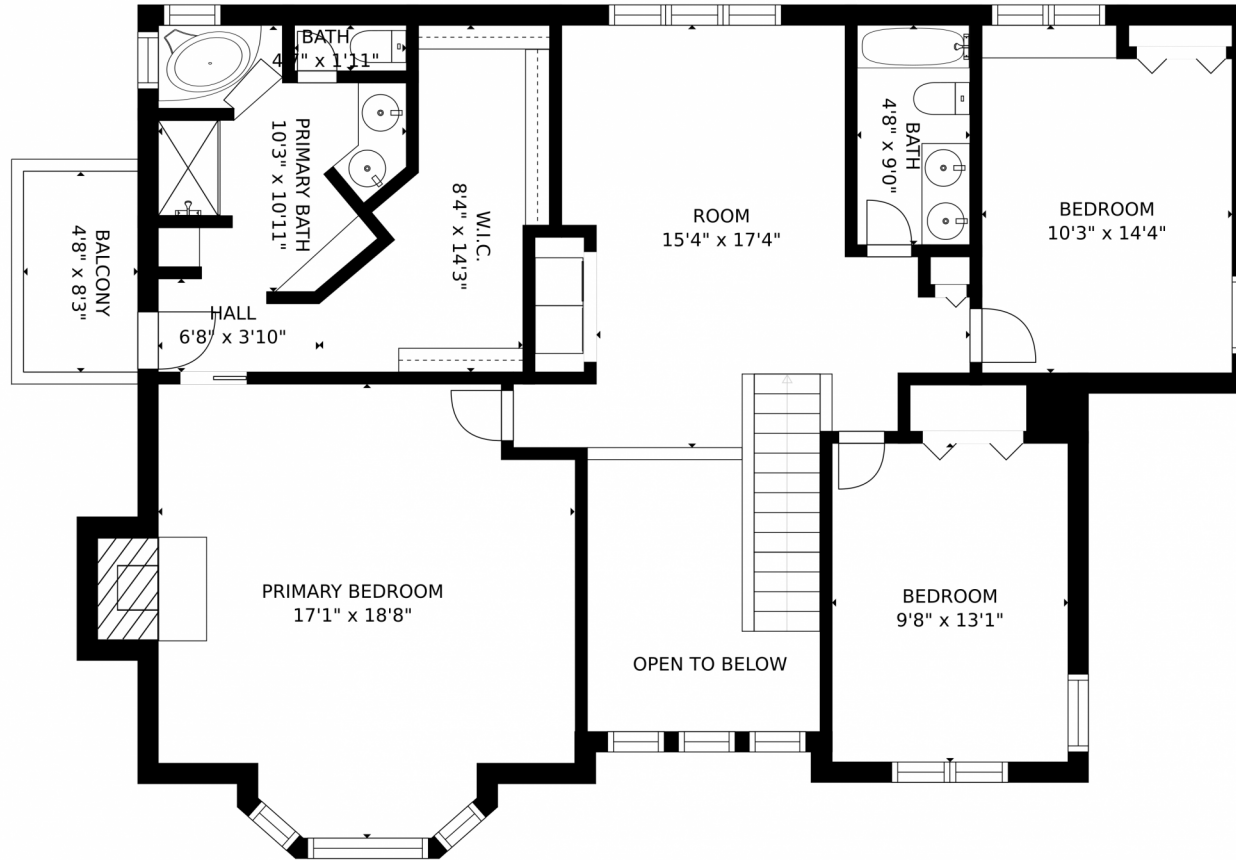 BATH
4'7" x 1'11"
PRIMARY BATH
10'3" x 10'11"
W.I.C.
8'4" x 14'3"
ROOM
15'4" x 17'4"
BATH
4'8" x 9'0"
BEDROOM
10'3" x 14'4"
BALCONY
4'8" x 8'3"
HALL
6'8" x 3'10"
PRIMARY BEDROOM
17'1" x 18'8"
OPEN TO BELOW
BEDROOM
9'8" x 13'1"